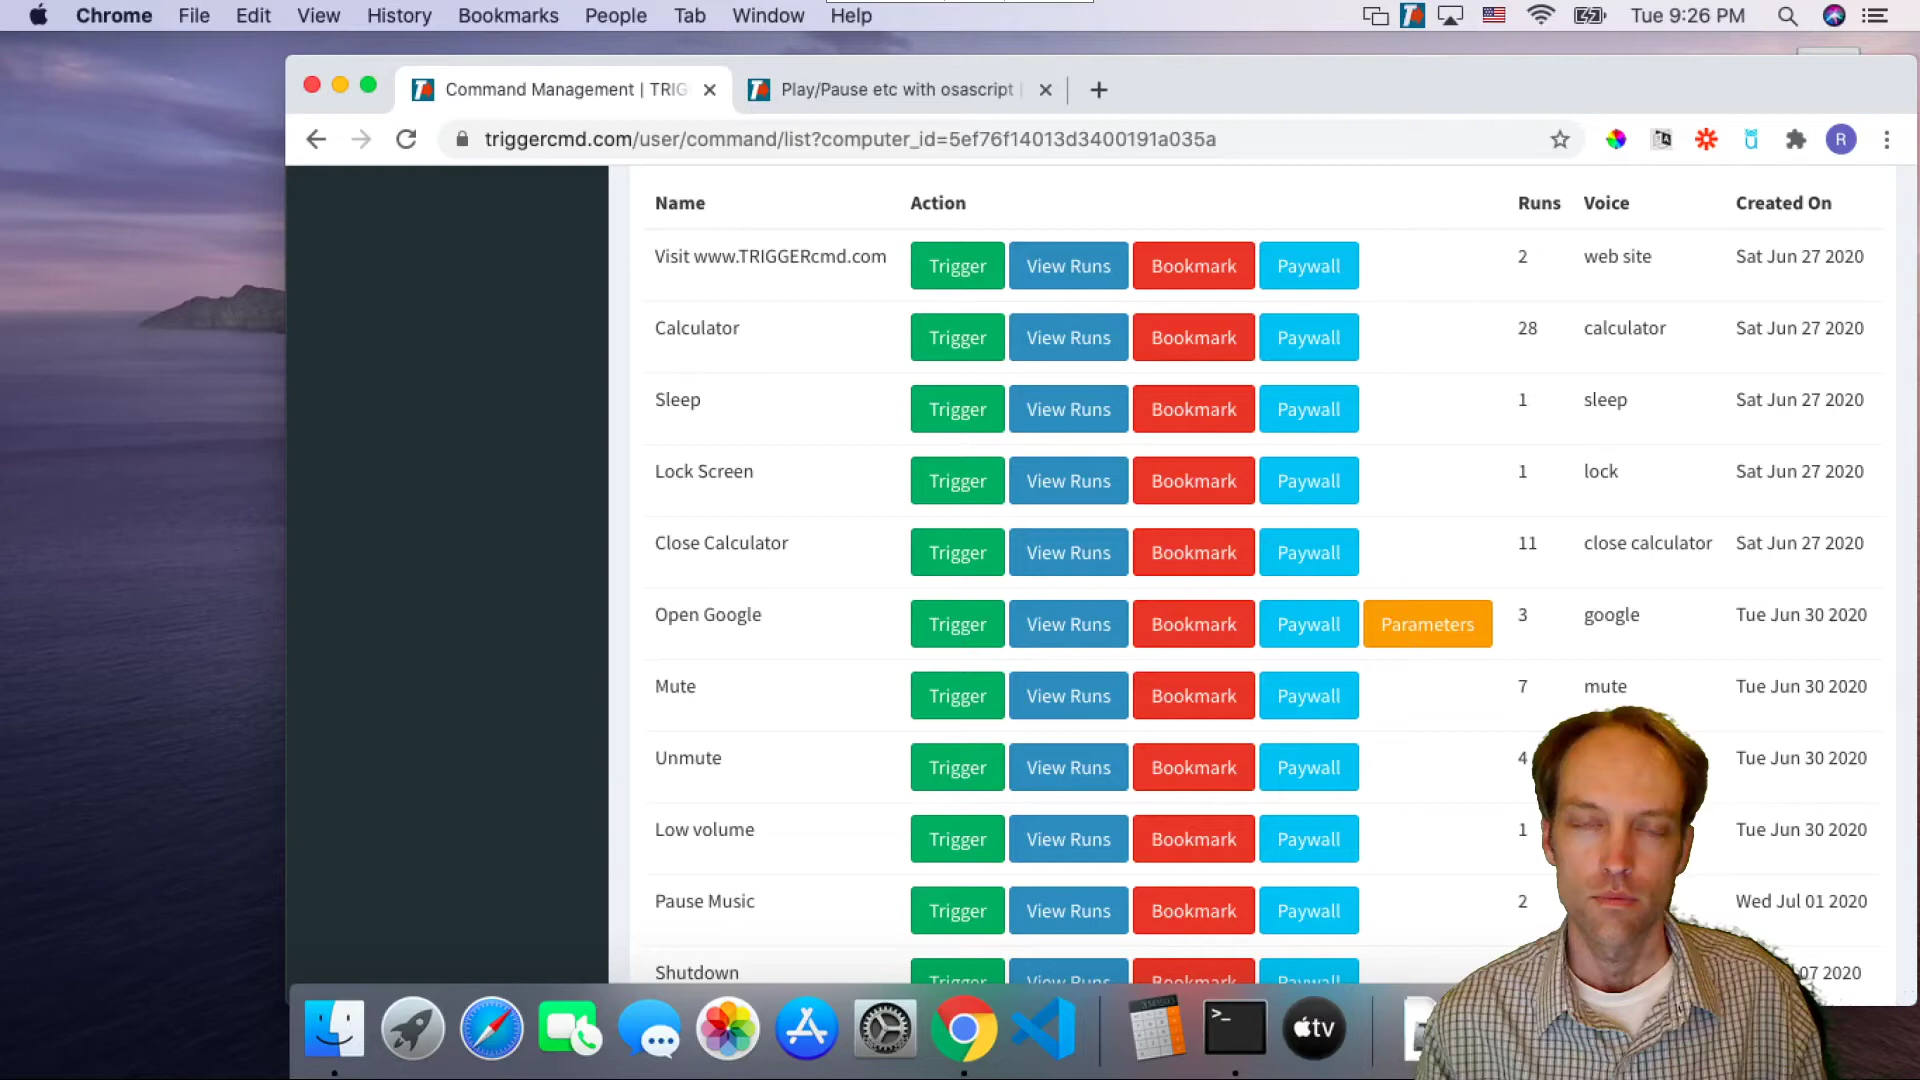 Chrome File Edit View History Bookmarks People Tab Window Help Tue 9:26 PM
Command Management | TRIG Play/Pause etc with osascript
triggercmd.com/user/command/list?computer_id=5ef76f14013d3400191a035a R
Name Action Runs Voice Created On
Visit www.TRIGGERcmd.com Trigger View Runs Bookmark Paywall 2 web site Sat Jun 27 2020
Calculator Trigger View Runs Bookmark Paywall 28 calculator Sat Jun 27 2020
Sleep Trigger View Runs Bookmark Paywall 1 sleep Sat Jun 27 2020
Lock Screen Trigger View Runs Bookmark Paywall 1 lock Sat Jun 27 2020
Close Calculator Trigger View Runs Bookmark Paywall 11 close calculator Sat Jun 27 2020
Open Google Trigger View Runs Bookmark Paywall Parameters 3 google Tue Jun 30 2020
Mute Trigger View Runs Bookmark Paywall 7 mute Tue Jun 30 2020
Unmute Trigger View Runs Bookmark Paywall 4 Tue Jun 30 2020
Low volume Trigger View Runs Bookmark Paywall 1 Tue Jun 30 2020
Pause Music Trigger View Runs Bookmark Paywall 2 Wed Jul 01 2020
Shutdown Trigger View Runs Bookmark Paywall 07 2020
tv